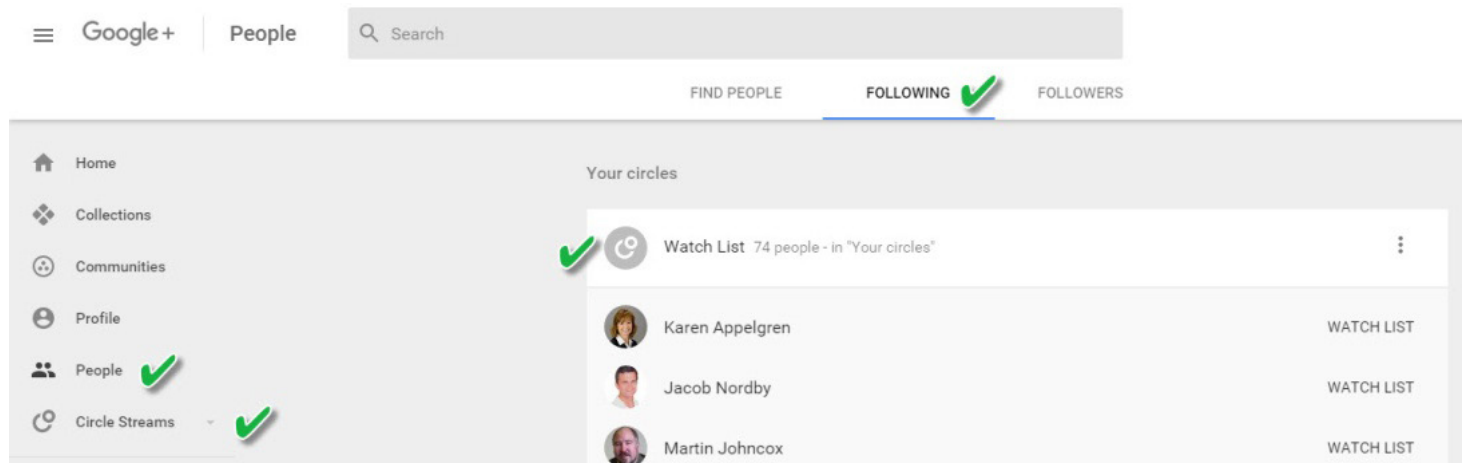 Google+ People Search
FIND PEOPLE FOLLOWING FOLLOWERS
Home
Collections
Communities
Profile
People
Circle Streams
Your circles
Watch List 74 people - in "Your circles"
Karen Appelgren WATCH LIST
Jacob Nordby WATCH LIST
Martin Johncox WATCH LIST